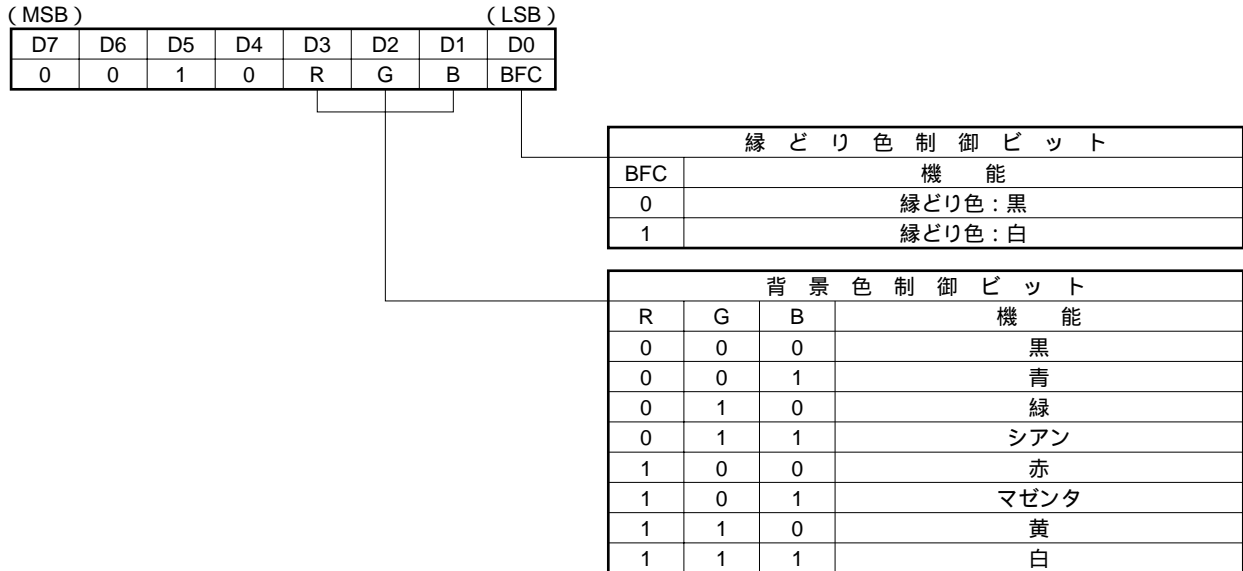 (MSB) (LSB)
D7 D6 D5 D4 D3 D2 D1 D0
0 0 1 0 R G B BFC
縁どり色制御ビット
BFC 機能
0 縁どり色：黒
1 縁どり色：白
背景色制御ビット
R G B 機能
0 0 0 黒
0 0 1 青
0 1 0 緑
0 1 1 シアン
1 0 0 赤
1 0 1 マゼンタ
1 1 0 黄
1 1 1 白